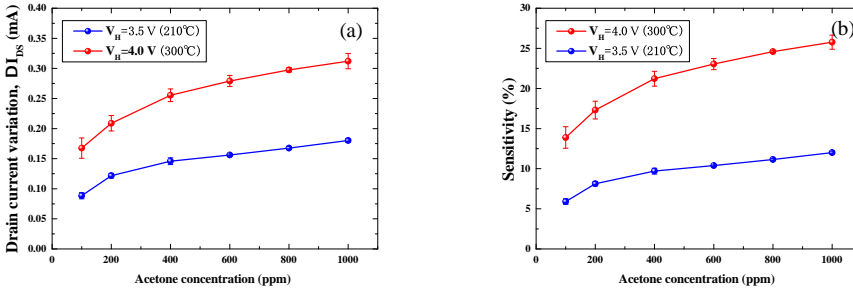 (a)
V_H=3.5 V (210℃)
V_H=4.0 V (300℃)
Drain current variation, DI_DS (mA)
0.40
0.35
0.30
0.25
0.20
0.15
0.10
0.05
0.00
0 200 400 600 800 1000
Acetone concentration (ppm)
(b)
V_H=4.0 V (300℃)
V_H=3.5 V (210℃)
Sensitivity (%)
30
25
20
15
10
5
0
0 200 400 600 800 1000
Acetone concentration (ppm)